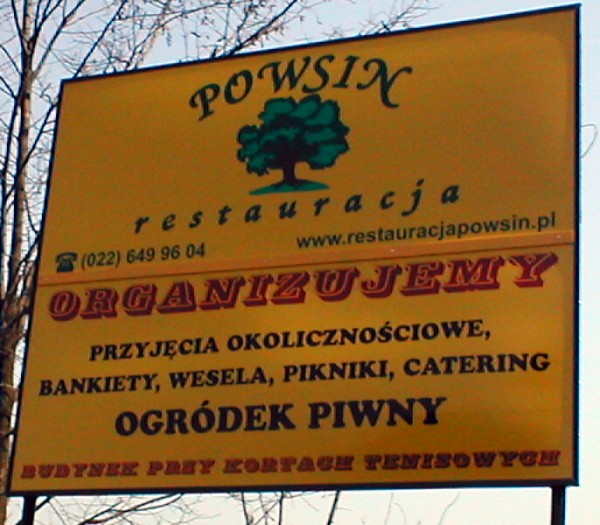 POWSIN
restauracja
(022) 649 96 04 www.restauracjapowsin.pl
ORGANIZUJEMY
PRZYJĘCIA OKOLICZNOŚCIOWE,
BANKIETY, WESELA, PIKNIKI, CATERING
OGRÓDEK PIWNY
BUDYNEK PRZY KORTACH TENISOWYCH